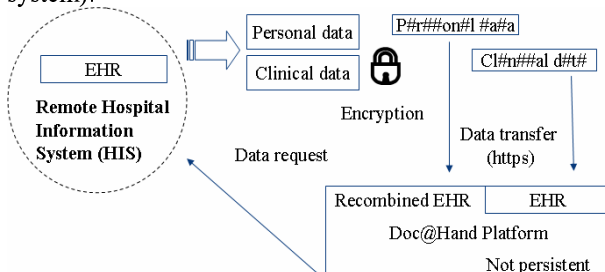 system).
EHR
Remote Hospital
Information
System (HIS)
Personal data
Clinical data
Encryption
P#r##on#l #a#a
Cl#n##al d#t#
Data transfer
(https)
Data request
Recombined EHR
EHR
Doc@Hand Platform
Not persistent